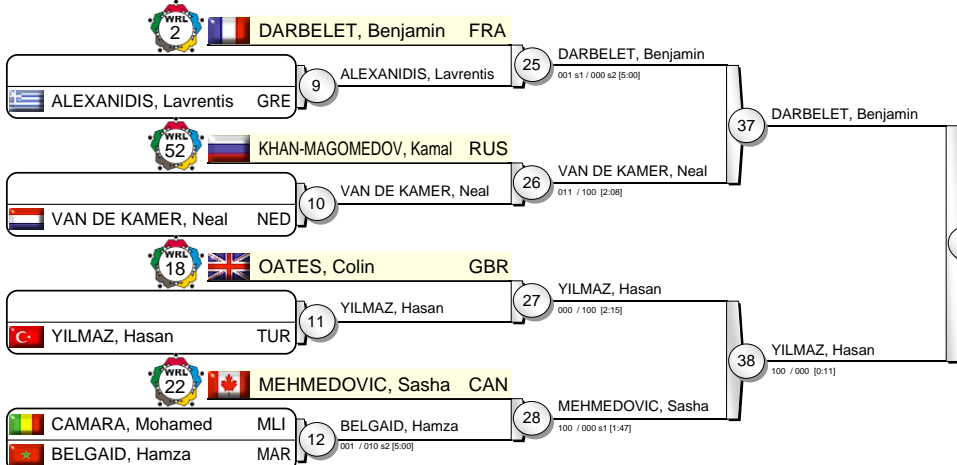 WRL
2
DARBELET, Benjamin FRA
ALEXANIDIS, Lavrentis GRE
9
ALEXANIDIS, Lavrentis
25
DARBELET, Benjamin
001 s1 / 000 s2 [5:00]
WRL
52
KHAN-MAGOMEDOV, Kamal RUS
VAN DE KAMER, Neal NED
10
VAN DE KAMER, Neal
26
VAN DE KAMER, Neal
011 / 100 [2:08]
37
DARBELET, Benjamin
WRL
18
OATES, Colin GBR
YILMAZ, Hasan TUR
11
YILMAZ, Hasan
27
YILMAZ, Hasan
000 / 100 [2:15]
WRL
22
MEHMEDOVIC, Sasha CAN
CAMARA, Mohamed MLI
BELGAID, Hamza MAR
12
BELGAID, Hamza
001 / 010 s2 [5:00]
28
MEHMEDOVIC, Sasha
100 / 000 s1 [1:47]
38
YILMAZ, Hasan
100 / 000 [0:11]